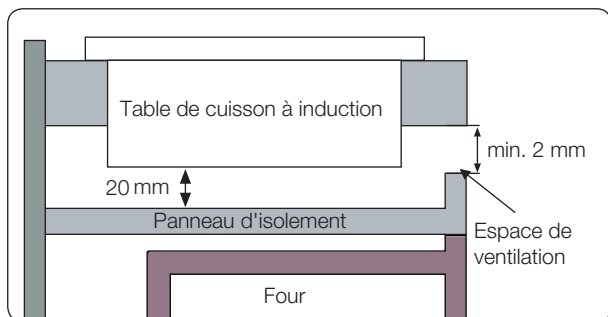 Table de cuisson à induction
min. 2 mm
20 mm
Panneau d'isolement
Espace de
ventilation
Four